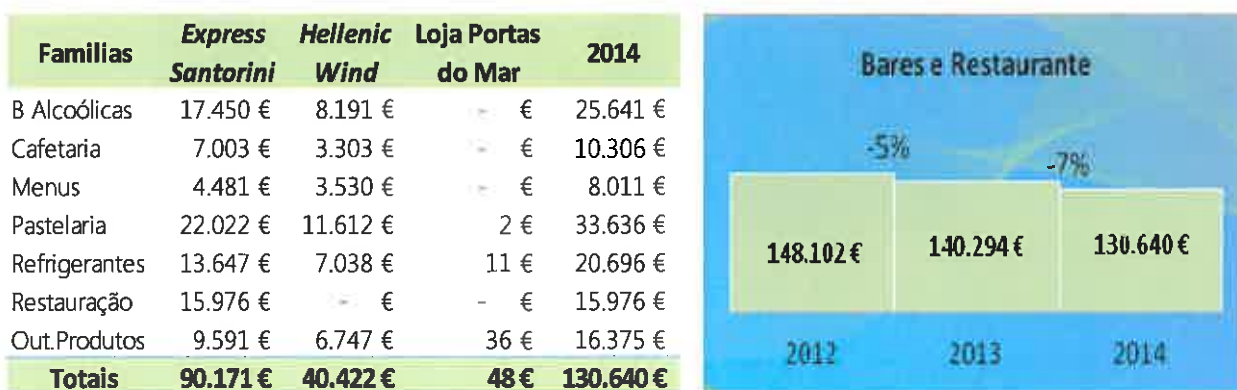 Familias Express Santorini Hellenic Wind Loja Portas do Mar 2014
B Alcoólicas 17.450 € 8.191 € - € 25.641 €
Cafetaria 7.003 € 3.303 € - € 10.306 €
Menus 4.481 € 3.530 € - € 8.011 €
Pastelaria 22.022 € 11.612 € 2 € 33.636 €
Refrigerantes 13.647 € 7.038 € 11 € 20.696 €
Restauração 15.976 € - € - € 15.976 €
Out.Produtos 9.591 € 6.747 € 36 € 16.375 €
Totais 90.171 € 40.422 € 48 € 130.640 €
Bares e Restaurante
-5%
-7%
148.102 € 140.294 € 130.640 €
2012 2013 2014